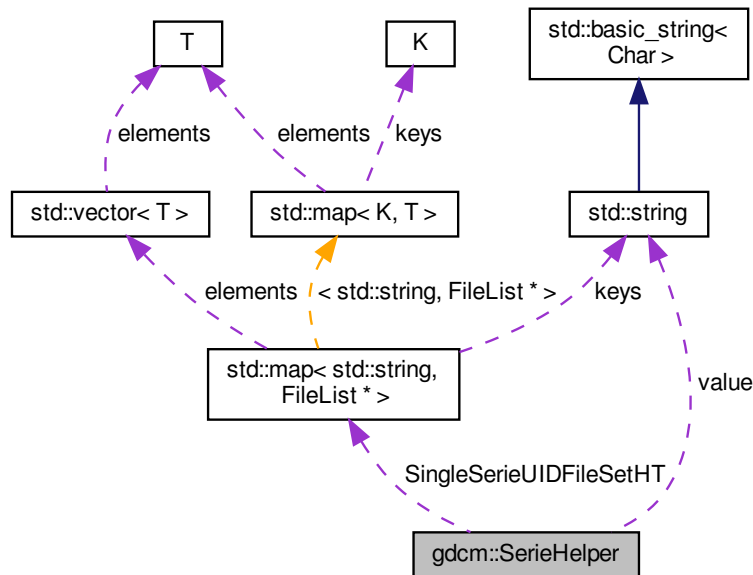 T
K
std::basic_string<
Char >
elements
elements
keys
std::vector< T >
std::map< K, T >
std::string
elements
< std::string, FileList * >
keys
std::map< std::string,
FileList * >
value
SingleSerieUIDFileSetHT
gdcm::SerieHelper